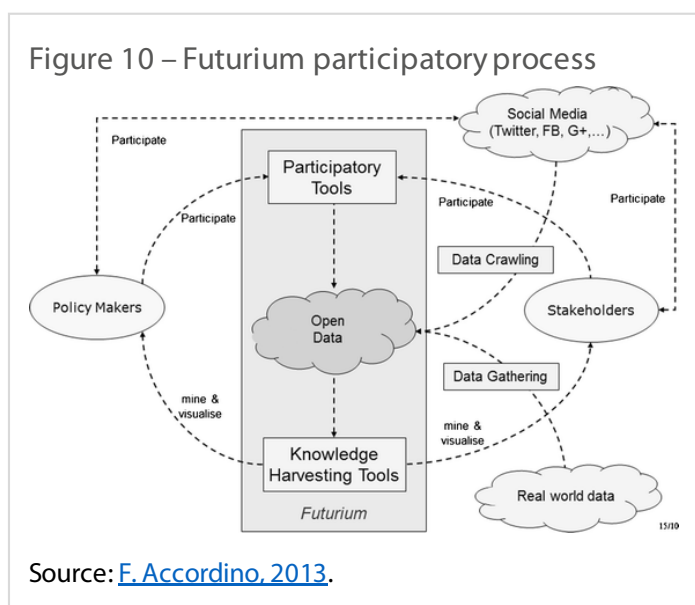 Figure 10 – Futurium participatory process
Social Media
(Twitter, FB, G+,...)
Participate
Participatory
Tools
Participate
Participate
Participate
Data Crawling
Policy Makers
Open
Data
Stakeholders
Data Gathering
mine &
visualise
mine &
visualise
Knowledge
Harvesting Tools
Real world data
Futurium
15/19
Source: F. Accordino, 2013.